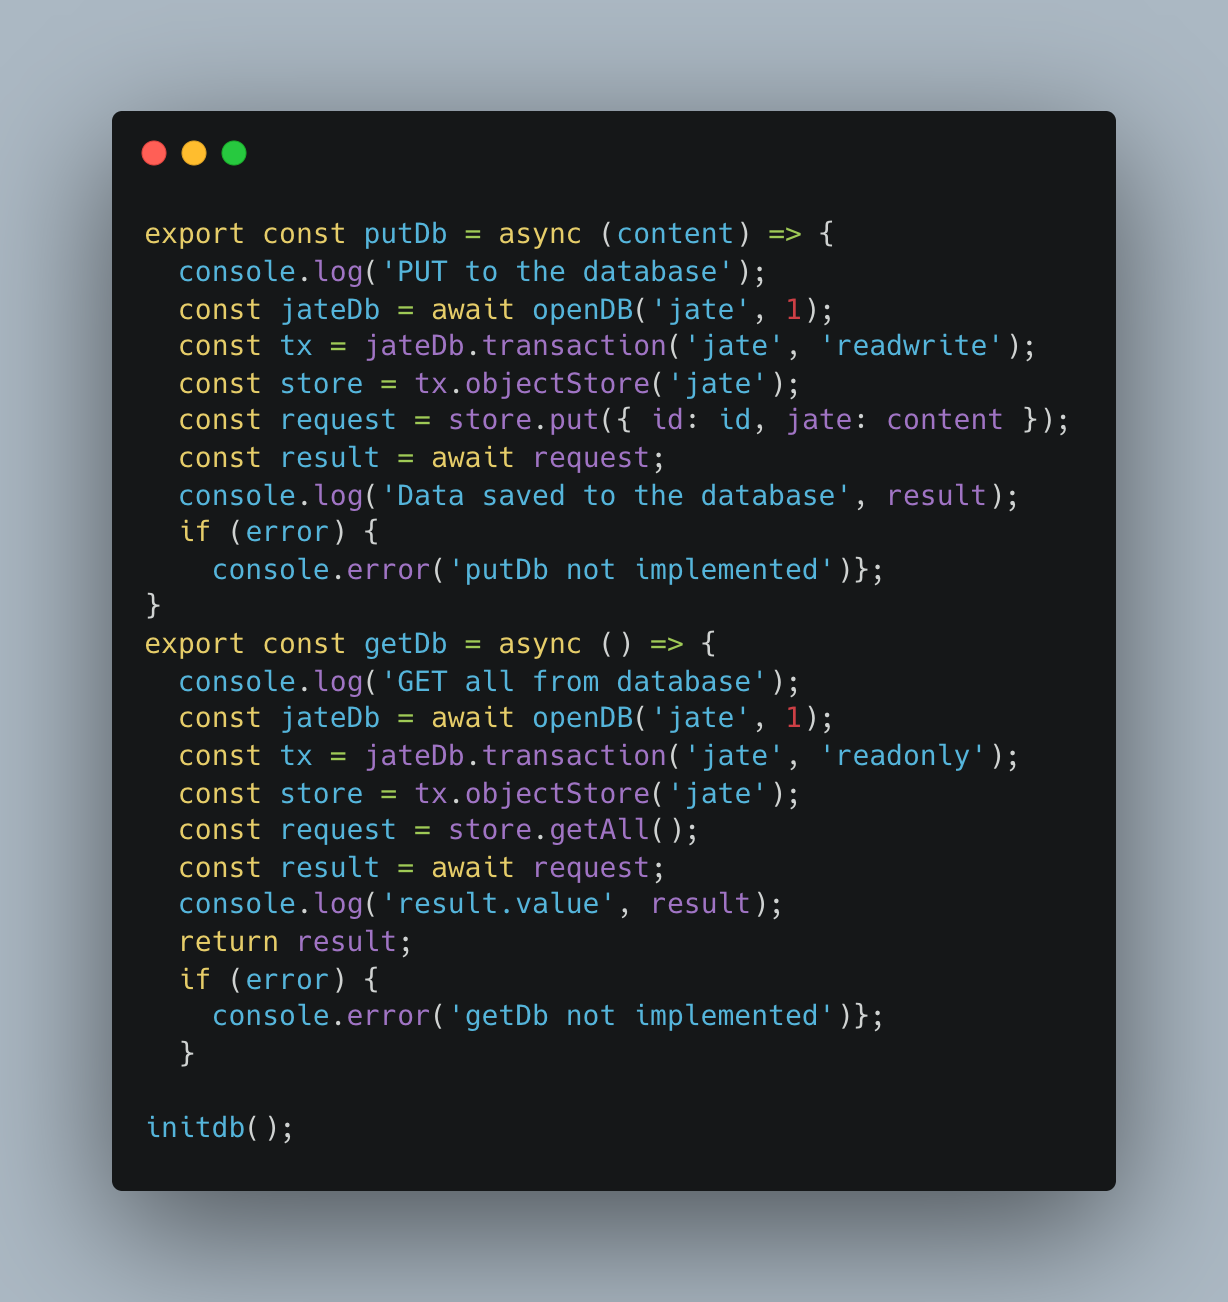 export const putDb = async (content) => {
  console.log('PUT to the database');
  const jateDb = await openDB('jate', 1);
  const tx = jateDb.transaction('jate', 'readwrite');
  const store = tx.objectStore('jate');
  const request = store.put({ id: id, jate: content });
  const result = await request;
  console.log('Data saved to the database', result);
  if (error) {
    console.error('putDb not implemented')};
}
export const getDb = async () => {
  console.log('GET all from database');
  const jateDb = await openDB('jate', 1);
  const tx = jateDb.transaction('jate', 'readonly');
  const store = tx.objectStore('jate');
  const request = store.getAll();
  const result = await request;
  console.log('result.value', result);
  return result;
  if (error) {
    console.error('getDb not implemented')};
  }

initdb();